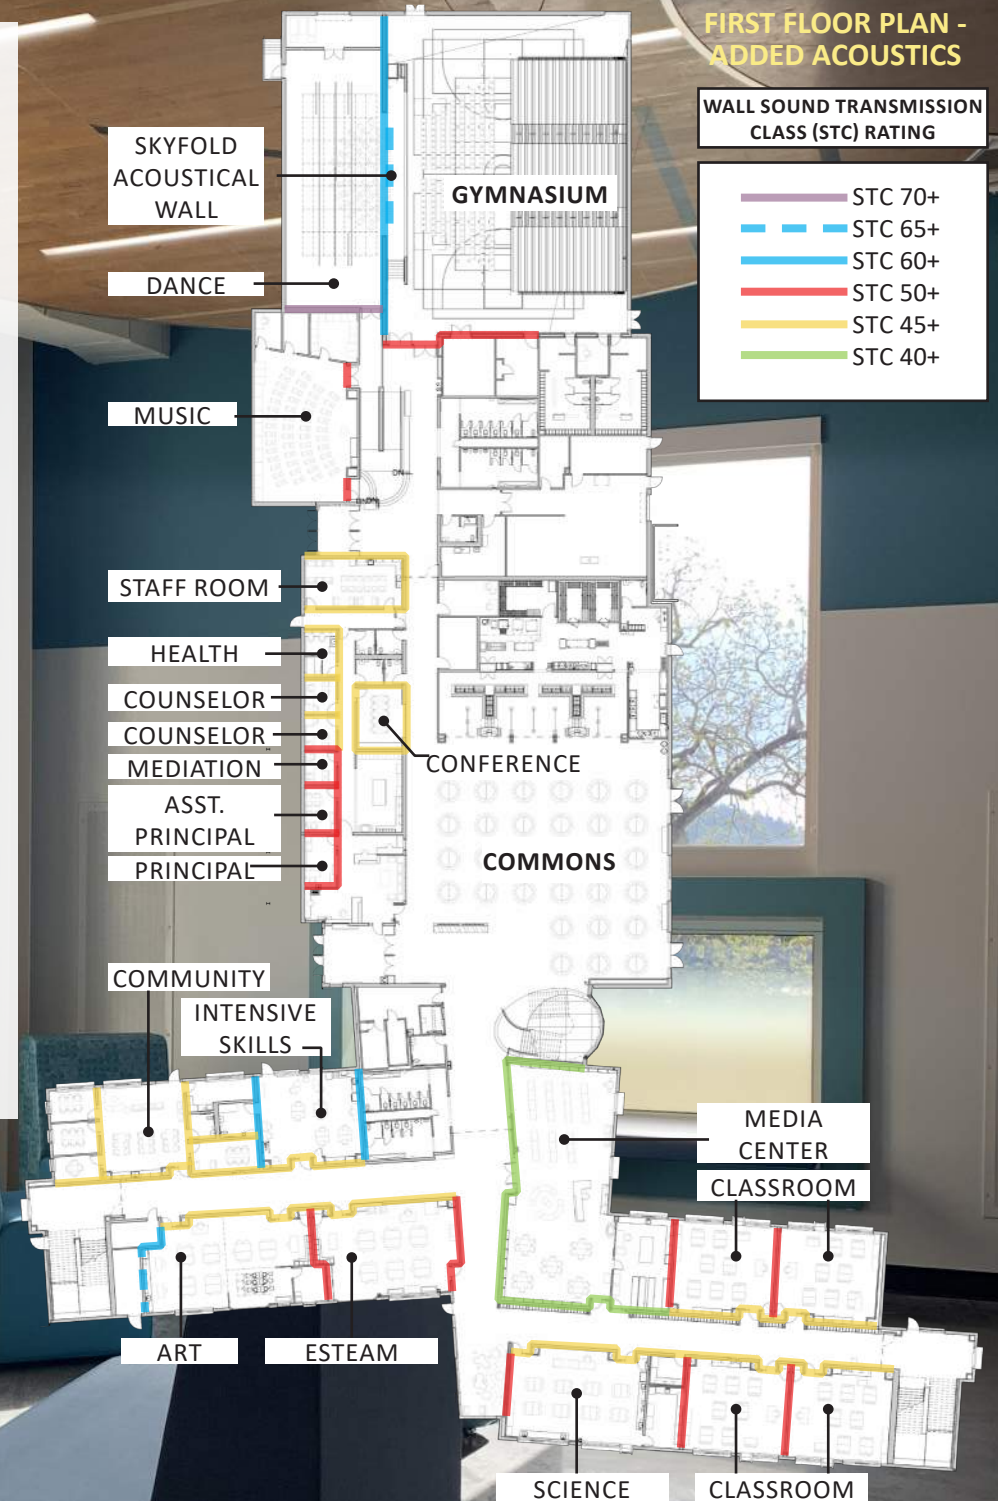 FIRST FLOOR PLAN -
ADDED ACOUSTICS
WALL SOUND TRANSMISSION
CLASS (STC) RATING
STC 70+
STC 65+
STC 60+
STC 50+
STC 45+
STC 40+
SKYFOLD
ACOUSTICAL
WALL
GYMNASIUM
DANCE
MUSIC
STAFF ROOM
HEALTH
COUNSELOR
COUNSELOR
MEDIATION
CONFERENCE
ASST.
PRINCIPAL
PRINCIPAL
COMMONS
COMMUNITY
INTENSIVE
SKILLS
MEDIA
CENTER
CLASSROOM
ART
ESTEAM
SCIENCE
CLASSROOM